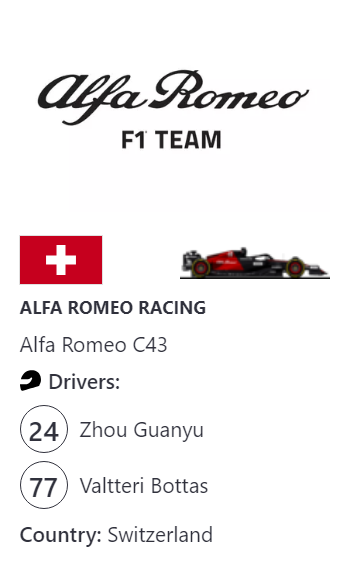 Alfa Romeo
F1 TEAM
ALFA ROMEO RACING
Alfa Romeo C43
Drivers:
24 Zhou Guanyu
77 Valtteri Bottas
Country: Switzerland